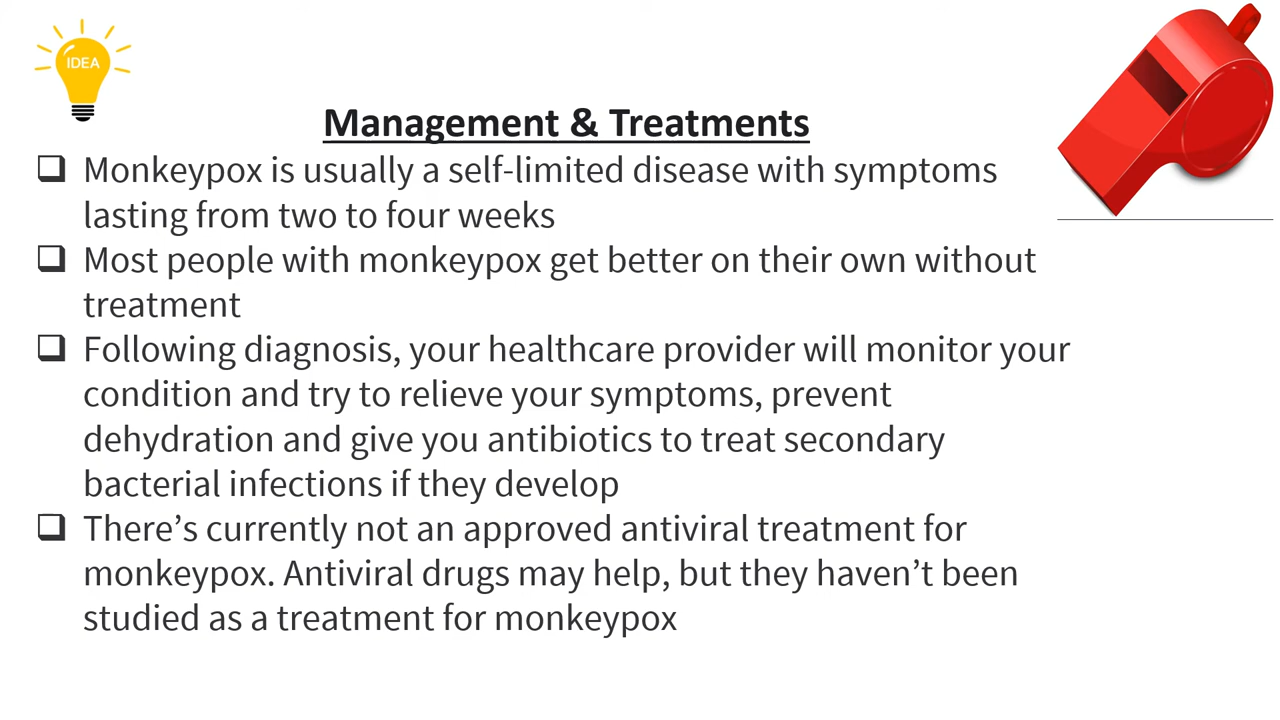 IDEA
Management & Treatments
❑ Monkeypox is usually a self-limited disease with symptoms
lasting from two to four weeks
❑ Most people with monkeypox get better on their own without
treatment
❑ Following diagnosis, your healthcare provider will monitor your
condition and try to relieve your symptoms, prevent
dehydration and give you antibiotics to treat secondary
bacterial infections if they develop
❑ There’s currently not an approved antiviral treatment for
monkeypox. Antiviral drugs may help, but they haven’t been
studied as a treatment for monkeypox